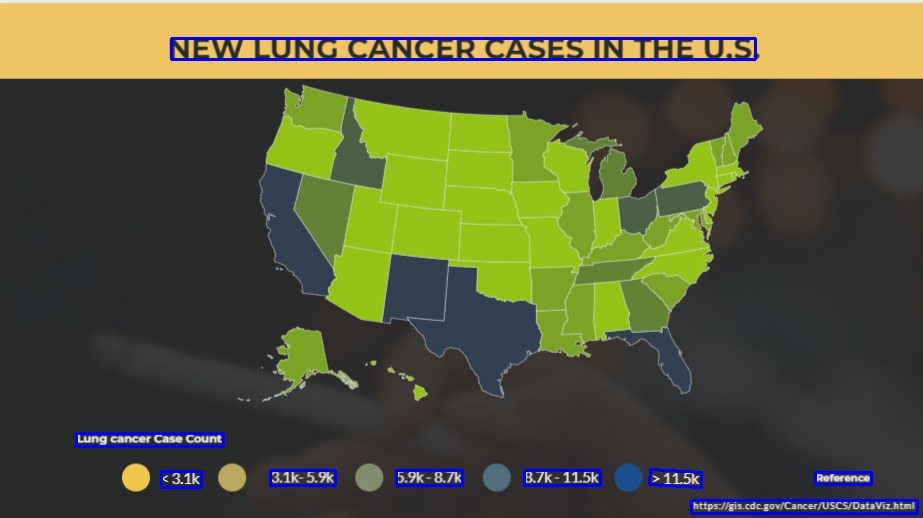 NEW LUNG CANCER CASES IN THE U.S.
Lung cancer Case Count
< 3.1k 3.1k- 5.9k 5.9k - 8.7k 8.7k - 11.5k > 11.5k
Reference
https://gis.cdc.gov/Cancer/USCS/DataViz.html